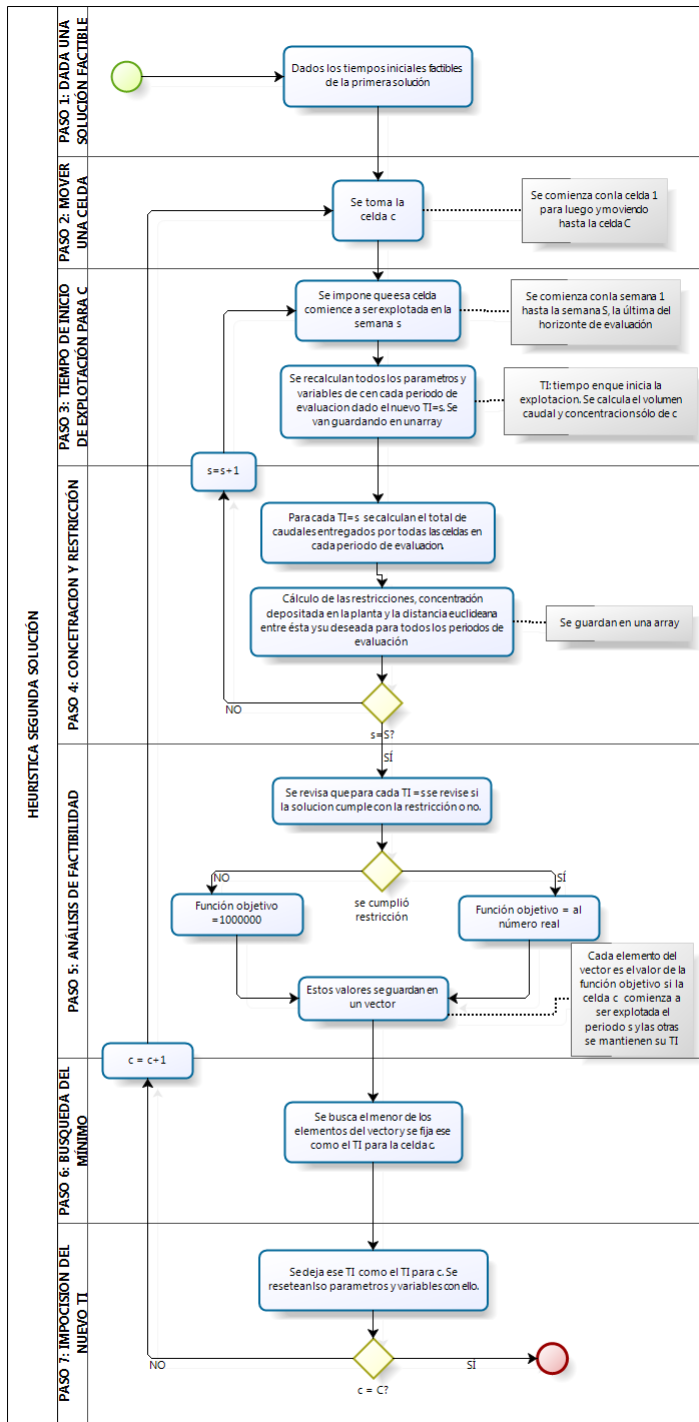 HEURISTICA SEGUNDA SOLUCIÓN
PASO 1: DADA UNA
SOLUCIÓN FACTIBLE
Dados los tiempos iniciales factibles
de la primera solución
PASO 2: MOVER
UNA CELDA
Se toma la
celda c
Se comienza con la celda 1
para luego y moviendo
hasta la celda C
PASO 3: TIEMPO DE INICIO
DE EXPLOTACIÓN PARA C
Se impone que esa celda
comience a ser explotada en la
semana s
Se comienza con la semana 1
hasta la semana S, la última del
horizonte de evaluación
Se recalculan todos los parametros y
variables de c en cada periodo de
evaluacion dado el nuevo TI=s. Se
van guardando en un array
TI: tiempo en que inicia la
explotacion. Se calcula el volumen
caudal y concentracion sólo de c
s=s+1
PASO 4: CONCETRACION Y RESTRICCIÓN
Para cada TI=s se calculan el total de
caudales entregados por todas las celdas en
cada periodo de evaluacion.
Cálculo de las restricciones, concentración
depositada en la planta y la distancia euclideana
entre ésta y su deseada para todos los periodos de
evaluación
Se guardan en una array
NO
s=S?
SÍ
PASO 5: ANÁLISIS DE FACTIBILIDAD
Se revisa que para cada TI =s se revise si
la solucion cumple con la restricción o no.
NO
SÍ
se cumplió
restricción
Función objetivo
=1000000
Función objetivo = al
número real
Estos valores se guardan en
un vector
Cada elemento del
vector es el valor de la
función objetivo si la
celda c comienza a
ser explotada el
periodo s y las otras
se mantienen su TI
c = c+1
PASO 6: BUSQUEDA DEL
MÍNIMO
Se busca el menor de los
elementos del vector y se fija ese
como el TI para la celda c.
PASO 7: IMPOCISION DEL
NUEVO TI
Se deja ese TI como el TI para c. Se
resetean lso parametros y variables con ello.
NO
SÍ
c = C?